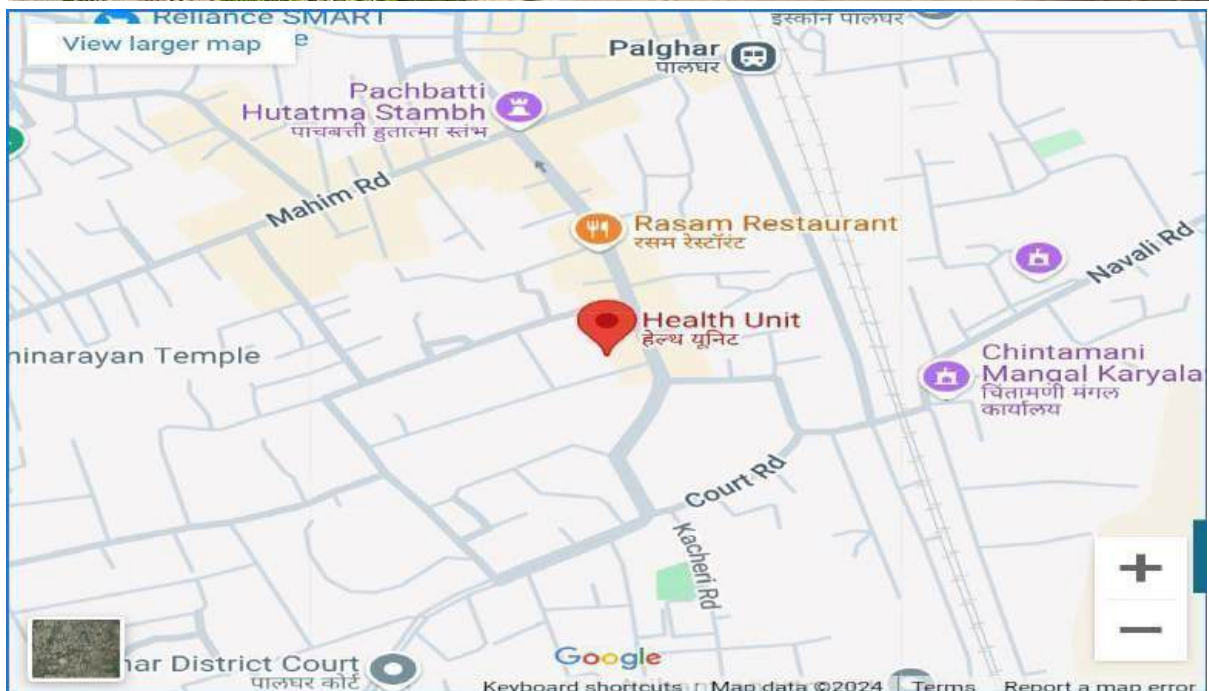 Reliance SMART
इस्कॉन पालघर
View larger map
e
Palghar
पालघर
Pachbatti
Hutatma Stambh
पाचबत्ती हुतात्मा स्तंभ
Mahim Rd
Rasam Restaurant
रसम रेस्टॉरंट
Navali Rd
Health Unit
हेल्थ यूनिट
hinarayan Temple
Chintamani
Mangal Karyala
चिंतामणी मंगल
कार्यालय
Court Rd
Kacheri Rd
ar District Court
पालघर कोर्ट
Google
Keyboard shortcuts
Map data ©2024
Terms
Report a map error